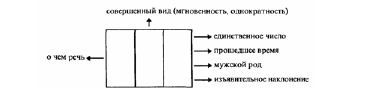 совершенный вид (мгновенность, однократность)
единственное число
прошедшее время
о чем речь
мужской род
изъявительное наклонение